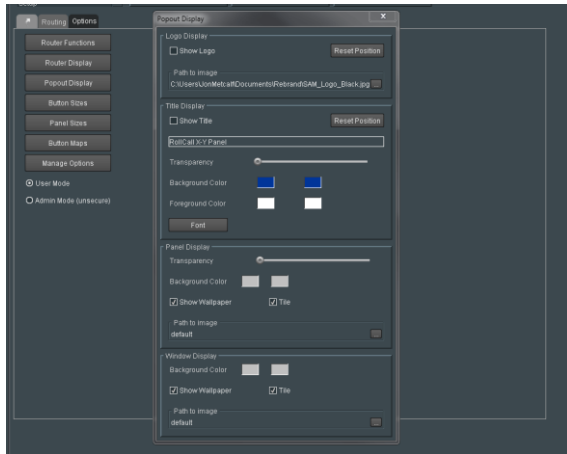 Setup
Routing Options
Router Functions
Router Display
Popout Display
Button Sizes
Panel Sizes
Button Maps
Manage Options
User Mode
Admin Mode (unsecure)
Popout Display
X
Logo Display
Show Logo
Reset Position
Path to image
C:\Users\JonMetcalf\Documents\Rebrand\SAM_Logo_Black.jpg
...
Title Display
Show Title
Reset Position
RollCall X-Y Panel
Transparency
Background Color
Foreground Color
Font
Panel Display
Transparency
Background Color
Show Wallpaper
Tile
Path to image
default
...
Window Display
Background Color
Show Wallpaper
Tile
Path to image
default
...